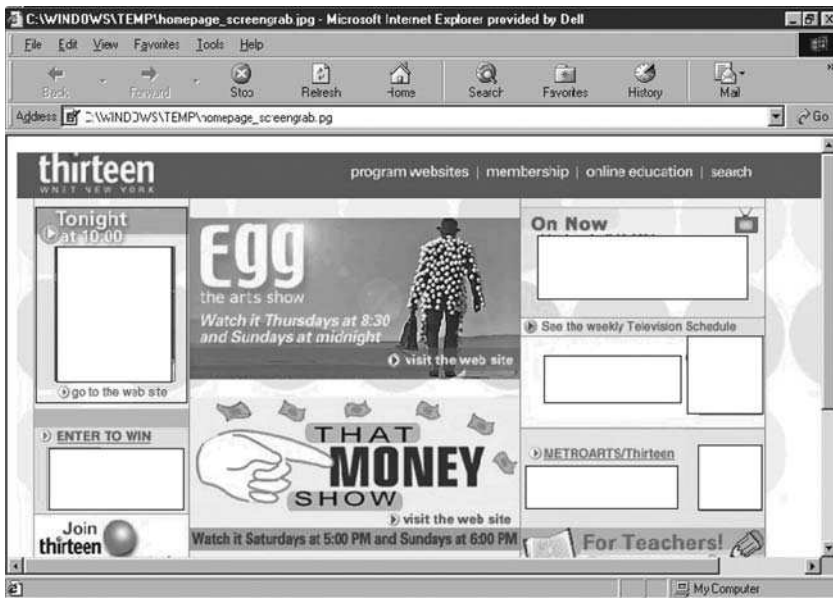 C:\WINDOWS\TEMP\homepage_screengrab.jpg - Microsoft Internet Explorer provided by Dell
File Edit View Favorites Tools Help
Back Forward Stop Refresh Home Search Favorites History Mail
Address C:\WINDOWS\TEMP\homepage_screengrab.jpg Go
thirteen
WNET NEW YORK
program websites | membership | online education | search
Tonight
at 10:00
go to the web site
ENTER TO WIN
Join
thirteen
Egg
the arts show
Watch it Thursdays at 8:30
and Sundays at midnight
visit the web site
THAT
MONEY
SHOW
visit the web site
Watch it Saturdays at 5:00 PM and Sundays at 6:00 PM
On Now
See the weekly Television Schedule
METROARTS/Thirteen
For Teachers!
My Computer